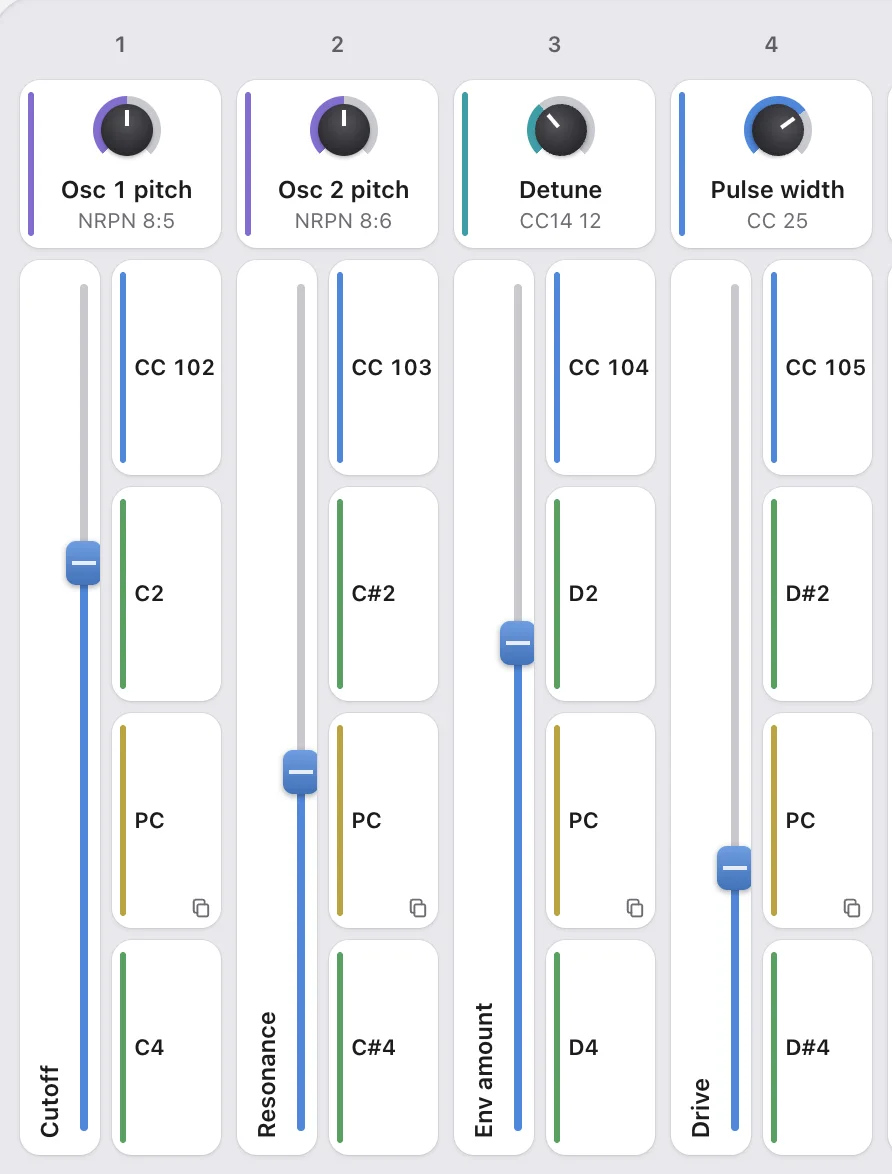 1
2
3
4
Osc 1 pitch
NRPN 8:5
Osc 2 pitch
NRPN 8:6
Detune
CC14 12
Pulse width
CC 25
Cutoff
CC 102
C2
PC
C4
Resonance
CC 103
C#2
PC
C#4
Env amount
CC 104
D2
PC
D4
Drive
CC 105
D#2
PC
D#4